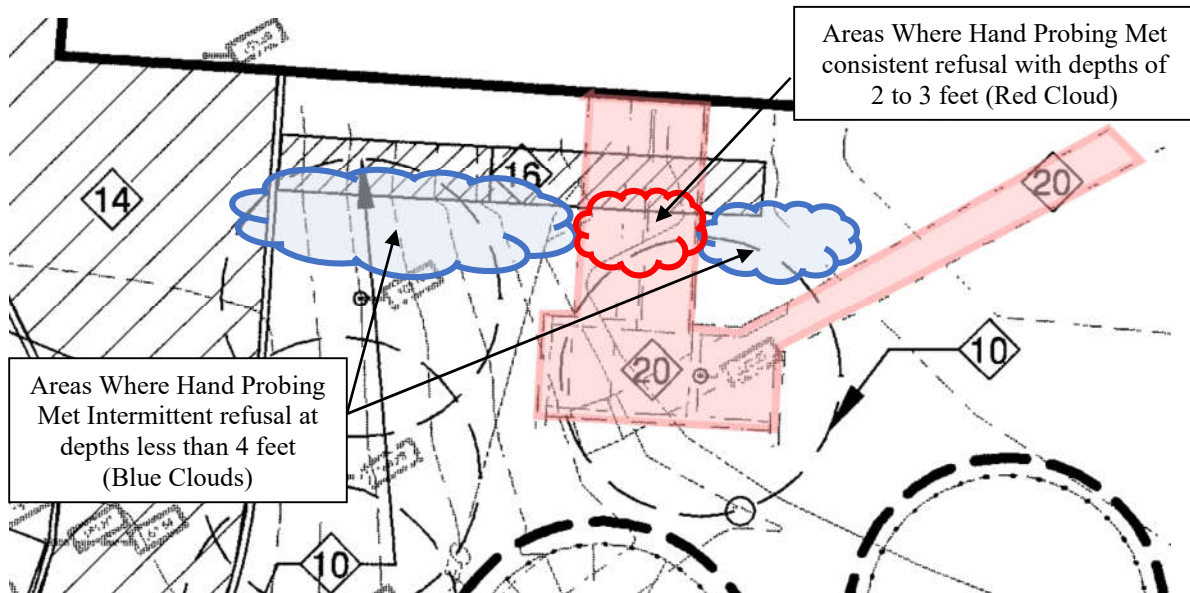 Areas Where Hand Probing Met
consistent refusal with depths of
2 to 3 feet (Red Cloud)
14
16
20
20
10
Areas Where Hand Probing
Met Intermittent refusal at
depths less than 4 feet
(Blue Clouds)
10